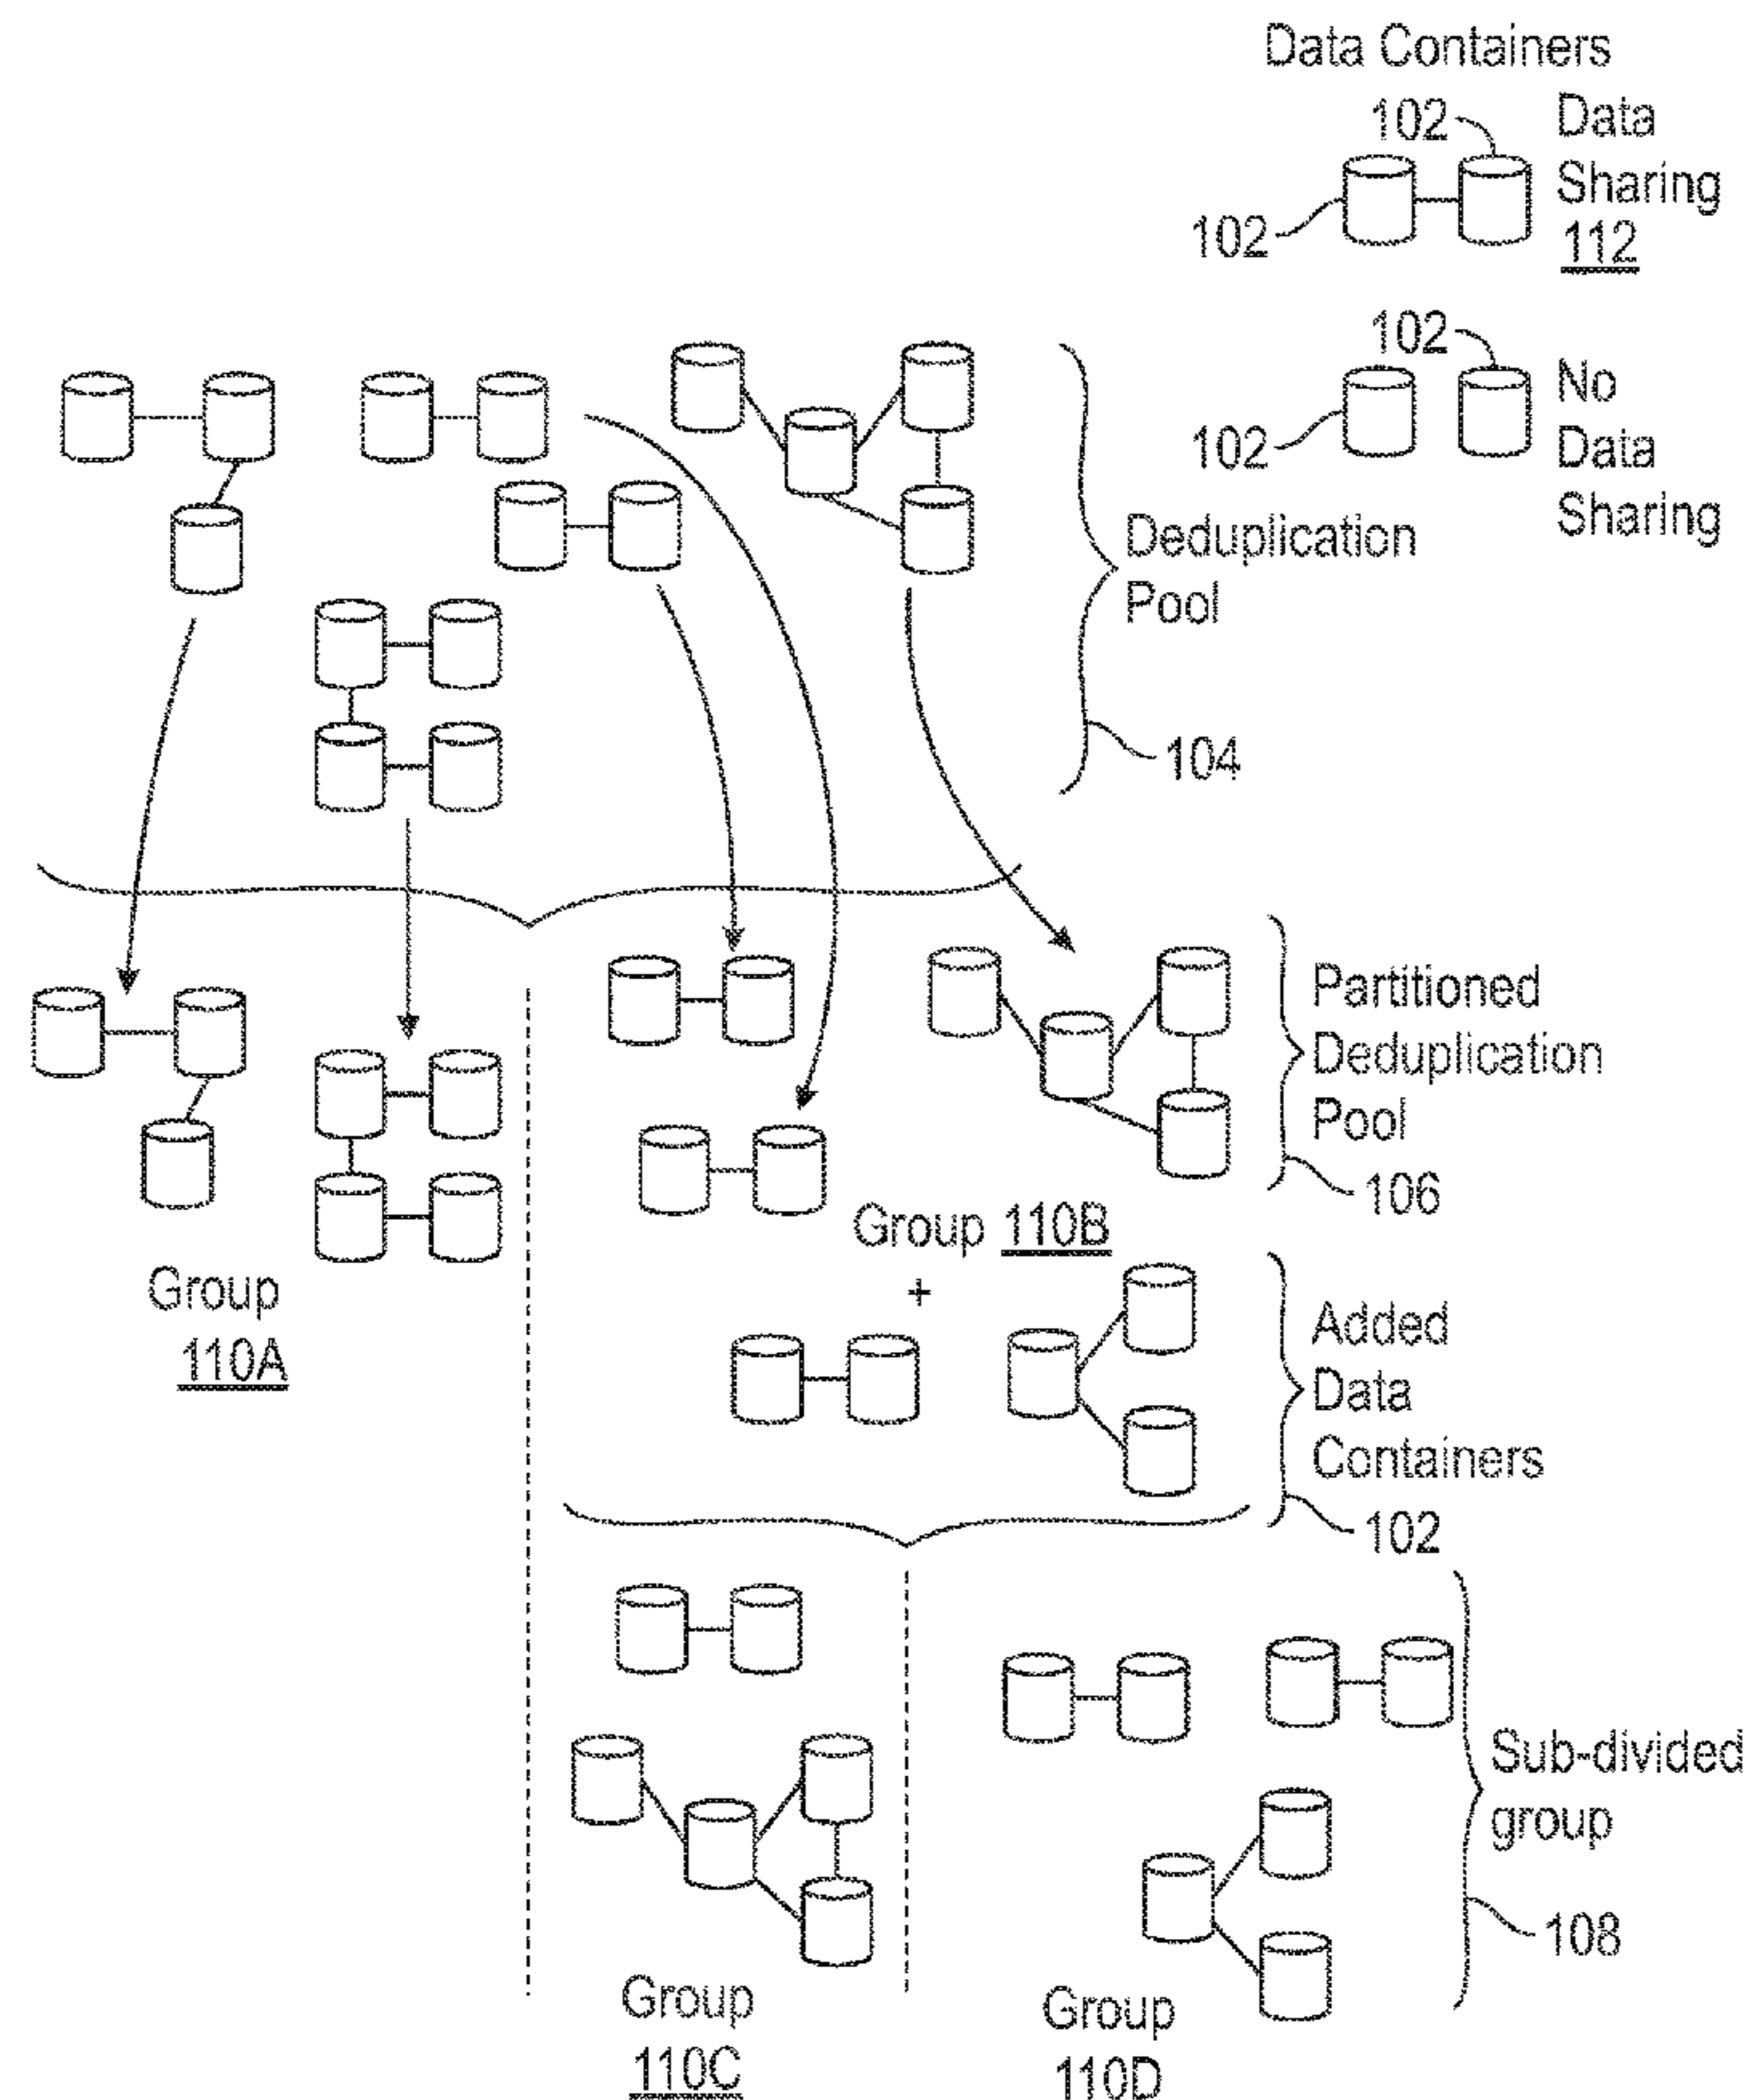 Data Containers
102
Data
Sharing
112
102
102
No
Data
Sharing
102
Deduplication
Pool
104
Partitioned
Deduplication
Pool
106
Group 110B
+
Group
110A
Added
Data
Containers
102
Sub-divided
group
108
Group
110C
Group
110D